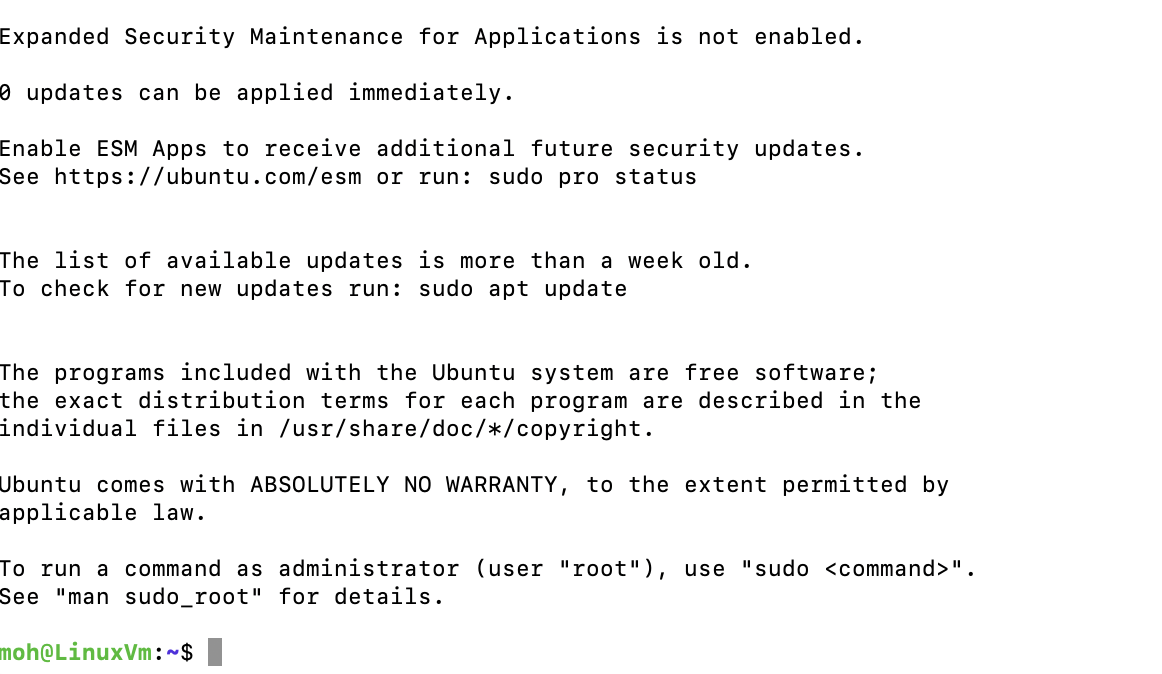 Expanded Security Maintenance for Applications is not enabled.
0 updates can be applied immediately.
Enable ESM Apps to receive additional future security updates.
See https://ubuntu.com/esm or run: sudo pro status
The list of available updates is more than a week old.
To check for new updates run: sudo apt update
The programs included with the Ubuntu system are free software;
the exact distribution terms for each program are described in the
individual files in /usr/share/doc/*/copyright.
Ubuntu comes with ABSOLUTELY NO WARRANTY, to the extent permitted by
applicable law.
To run a command as administrator (user "root"), use "sudo <command>".
See "man sudo_root" for details.
moh@LinuxVm:~$